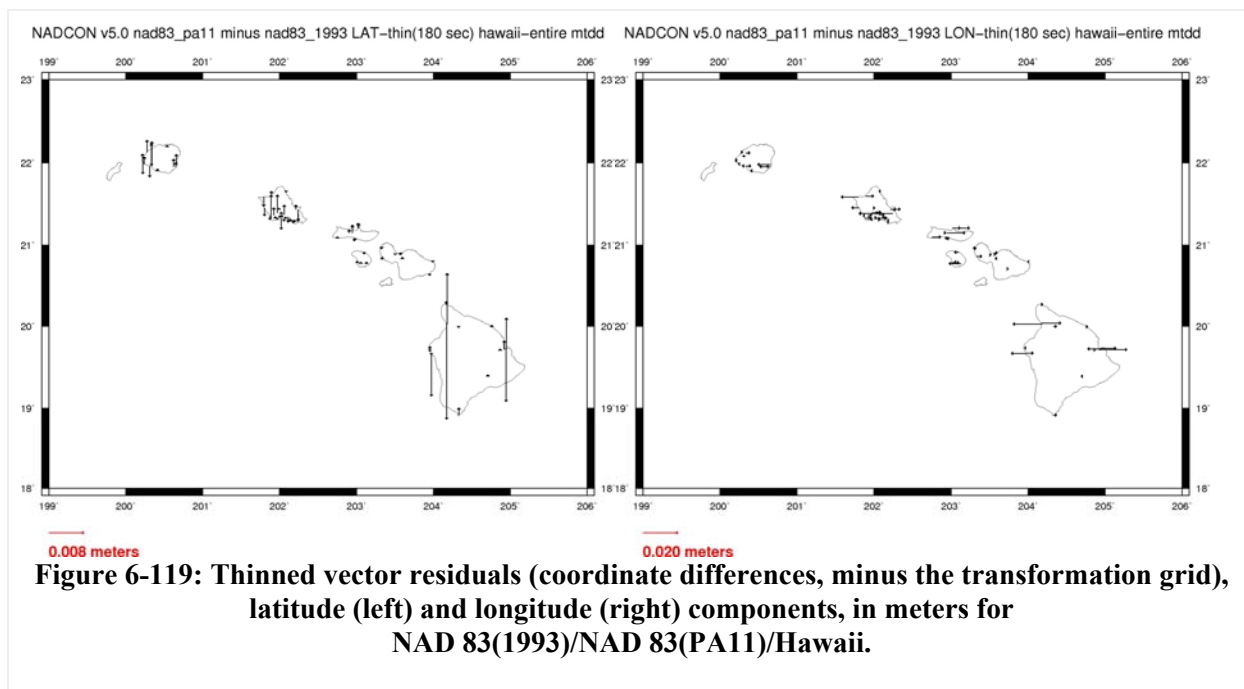 NADCON v5.0 nad83_pa11 minus nad83_1993 LAT-thin(180 sec) hawaii-entire mtdd
199˚ 200˚ 201˚ 202˚ 203˚ 204˚ 205˚ 206˚
23˚ 23˚
22˚ 22˚
21˚ 21˚
20˚ 20˚
19˚ 19˚
18˚ 18˚
199˚ 200˚ 201˚ 202˚ 203˚ 204˚ 205˚ 206˚
0.008 meters
NADCON v5.0 nad83_pa11 minus nad83_1993 LON-thin(180 sec) hawaii-entire mtdd
199˚ 200˚ 201˚ 202˚ 203˚ 204˚ 205˚ 206˚
23˚ 23˚
22˚ 22˚
21˚ 21˚
20˚ 20˚
19˚ 19˚
18˚ 18˚
199˚ 200˚ 201˚ 202˚ 203˚ 204˚ 205˚ 206˚
0.020 meters
Figure 6-119: Thinned vector residuals (coordinate differences, minus the transformation grid),
latitude (left) and longitude (right) components, in meters for
NAD 83(1993)/NAD 83(PA11)/Hawaii.